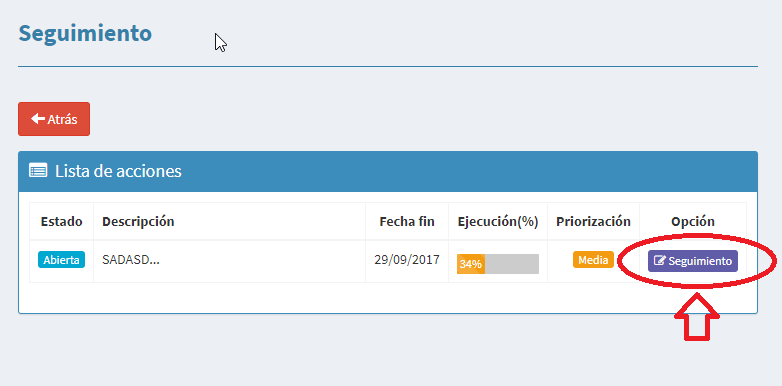 Seguimiento
Atrás
Lista de acciones
Estado Descripción Fecha fin Ejecución(%) Priorización Opción
Abierta SADASD... 29/09/2017 34% Media Seguimiento